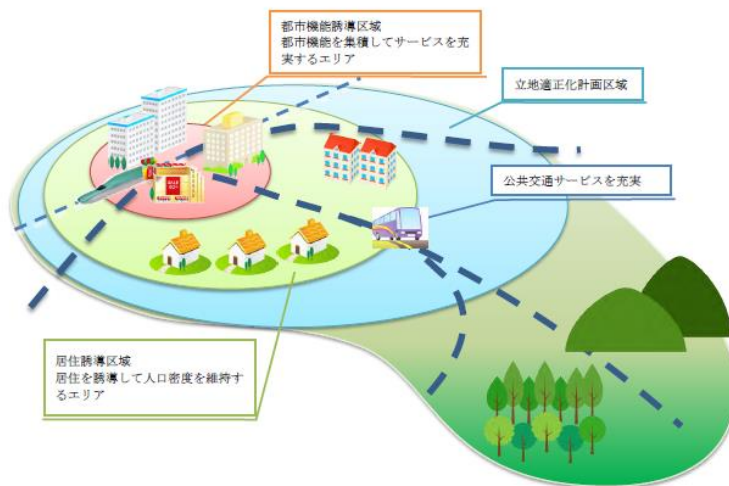 都市機能誘導区域
都市機能を集積してサービスを充
実するエリア
立地適正化計画区域
公共交通サービスを充実
居住誘導区域
居住を誘導して人口密度を維持す
るエリア